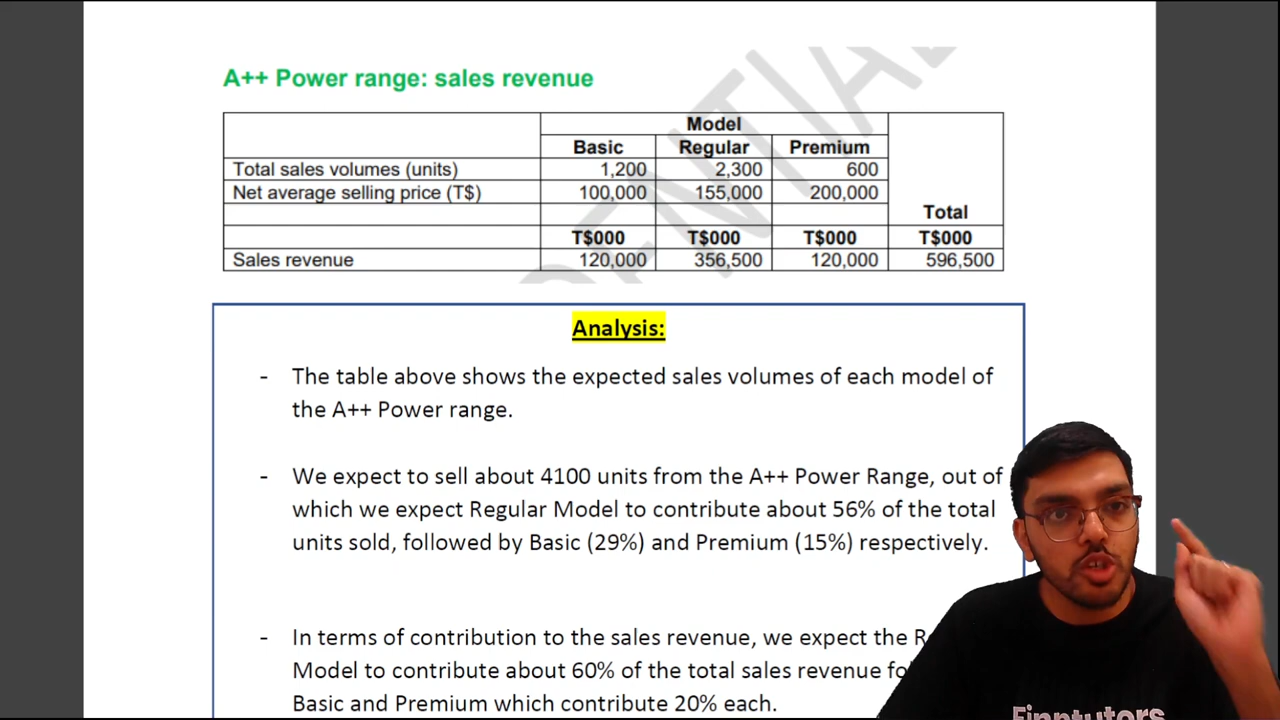 A++ Power range: sales revenue
Model
Basic Regular Premium
Total sales volumes (units) 1,200 2,300 600
Net average selling price (T$) 100,000 155,000 200,000
Total
T$000 T$000 T$000 T$000
Sales revenue 120,000 356,500 120,000 596,500
Analysis:
- The table above shows the expected sales volumes of each model of
the A++ Power range.
- We expect to sell about 4100 units from the A++ Power Range, out of
which we expect Regular Model to contribute about 56% of the total
units sold, followed by Basic (29%) and Premium (15%) respectively.
- In terms of contribution to the sales revenue, we expect the
Model to contribute about 60% of the total sales revenue
Basic and Premium which contribute 20% each.